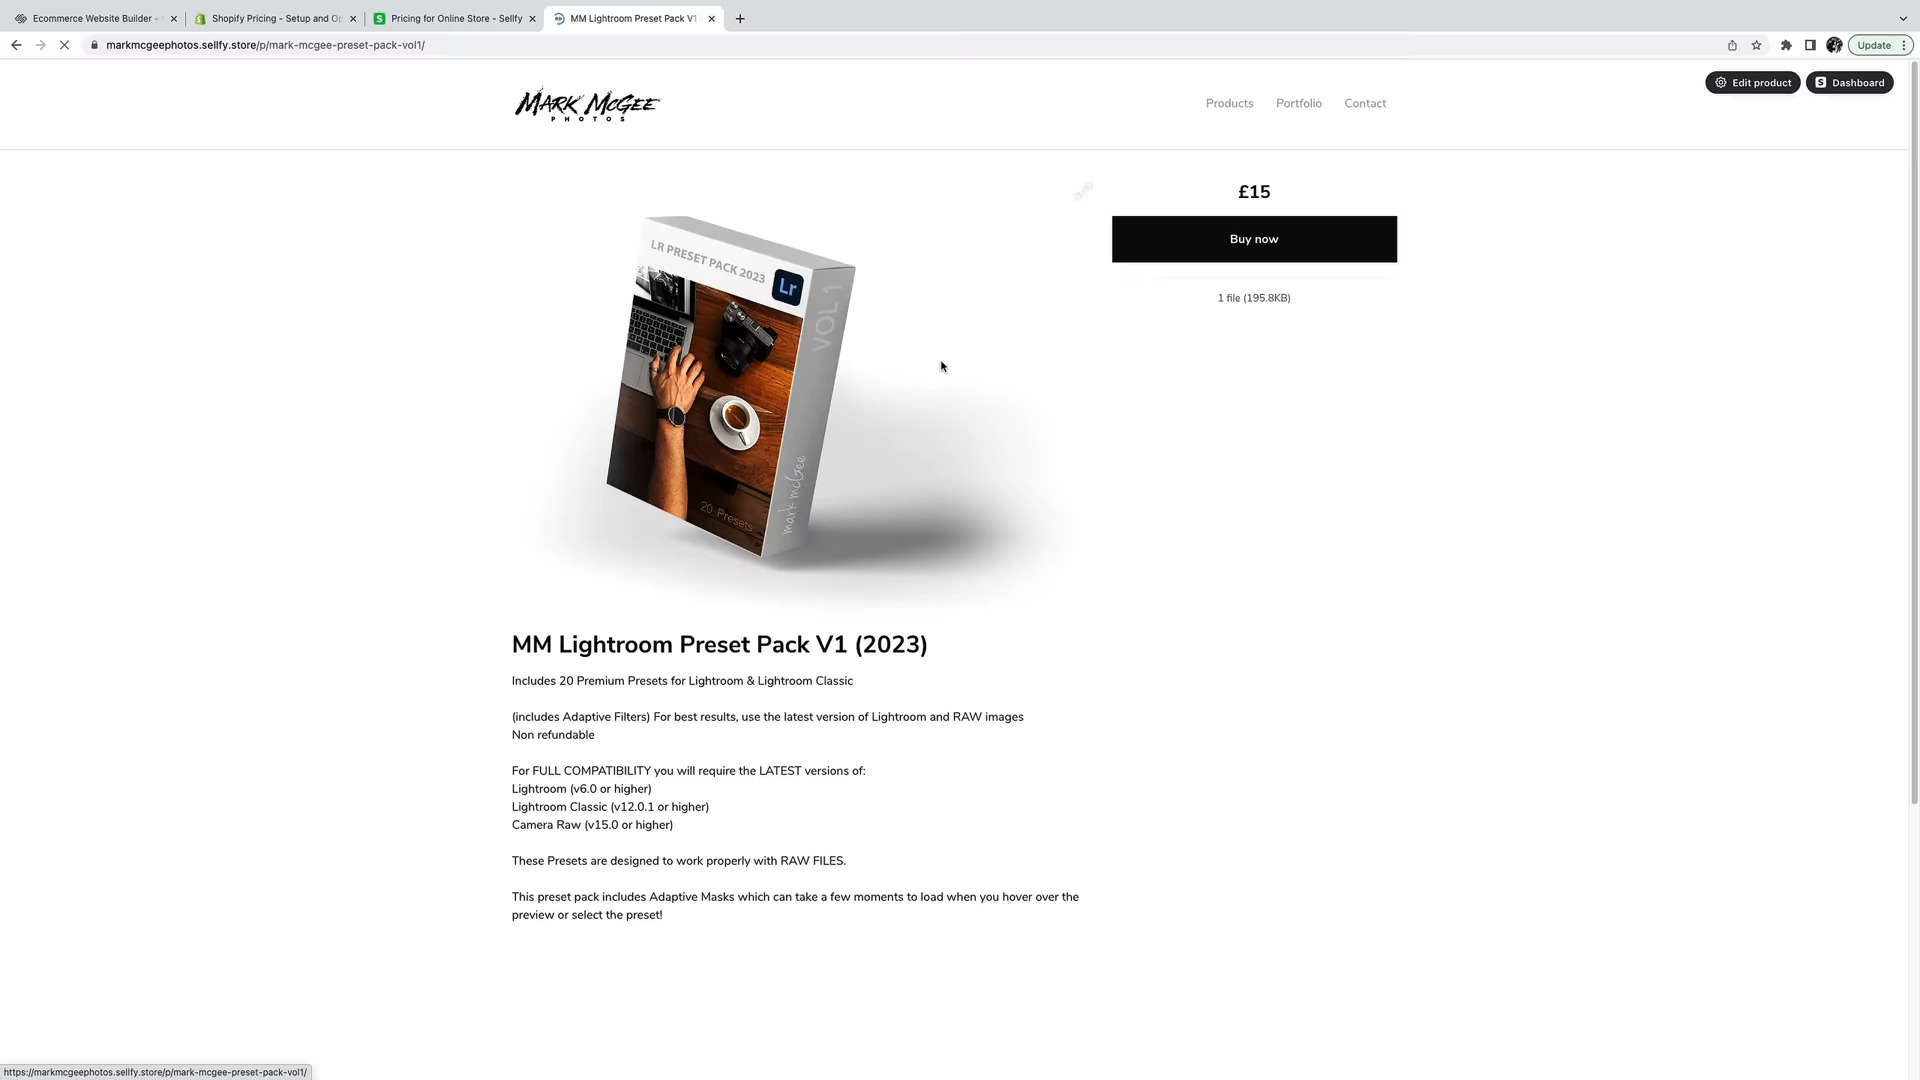 Ecommerce Website Builder -
Shopify Pricing - Setup and Op
Pricing for Online Store - Sellfy
MM Lightroom Preset Pack V1
markmcgeephotos.sellfy.store/p/mark-mcgee-preset-pack-vol1/
Update
Edit product
S Dashboard
MARK MCGEE
PHOTOS
Products
Portfolio
Contact
£15
Buy now
1 file (195.8KB)
LR PRESET PACK 2023
Lr
VOL 1
mark mcGee
20 Presets
MM Lightroom Preset Pack V1 (2023)
Includes 20 Premium Presets for Lightroom & Lightroom Classic
(includes Adaptive Filters) For best results, use the latest version of Lightroom and RAW images
Non refundable
For FULL COMPATIBILITY you will require the LATEST versions of:
Lightroom (v6.0 or higher)
Lightroom Classic (v12.0.1 or higher)
Camera Raw (v15.0 or higher)
These Presets are designed to work properly with RAW FILES.
This preset pack includes Adaptive Masks which can take a few moments to load when you hover over the
preview or select the preset!
https://markmcgeephotos.sellfy.store/p/mark-mcgee-preset-pack-vol1/